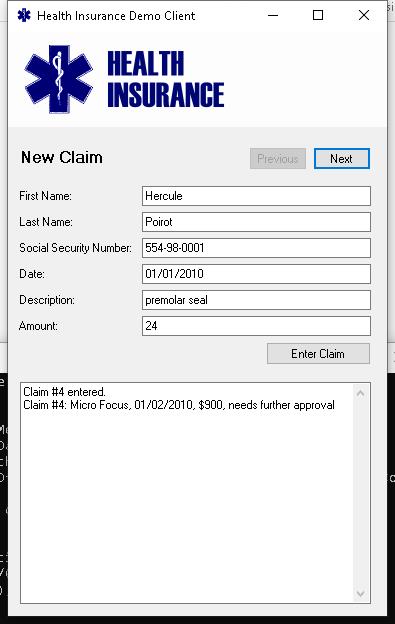 Health Insurance Demo Client
HEALTH
INSURANCE
New Claim
Previous
Next
First Name:
Hercule
Last Name:
Poirot
Social Security Number:
554-98-0001
Date:
01/01/2010
Description:
premolar seal
Amount:
24
Enter Claim
Claim #4 entered.
Claim #4: Micro Focus, 01/02/2010, $900, needs further approval